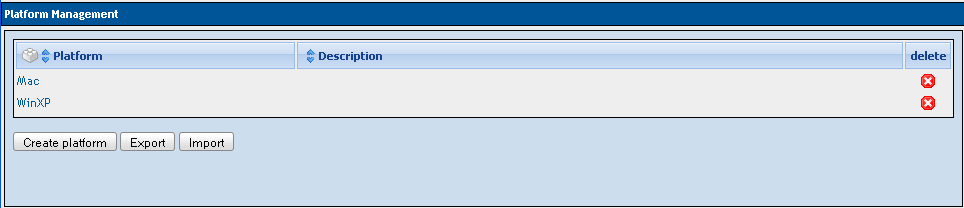 Platform Management
Platform Description delete
Mac
WinXP
Create platform Export Import